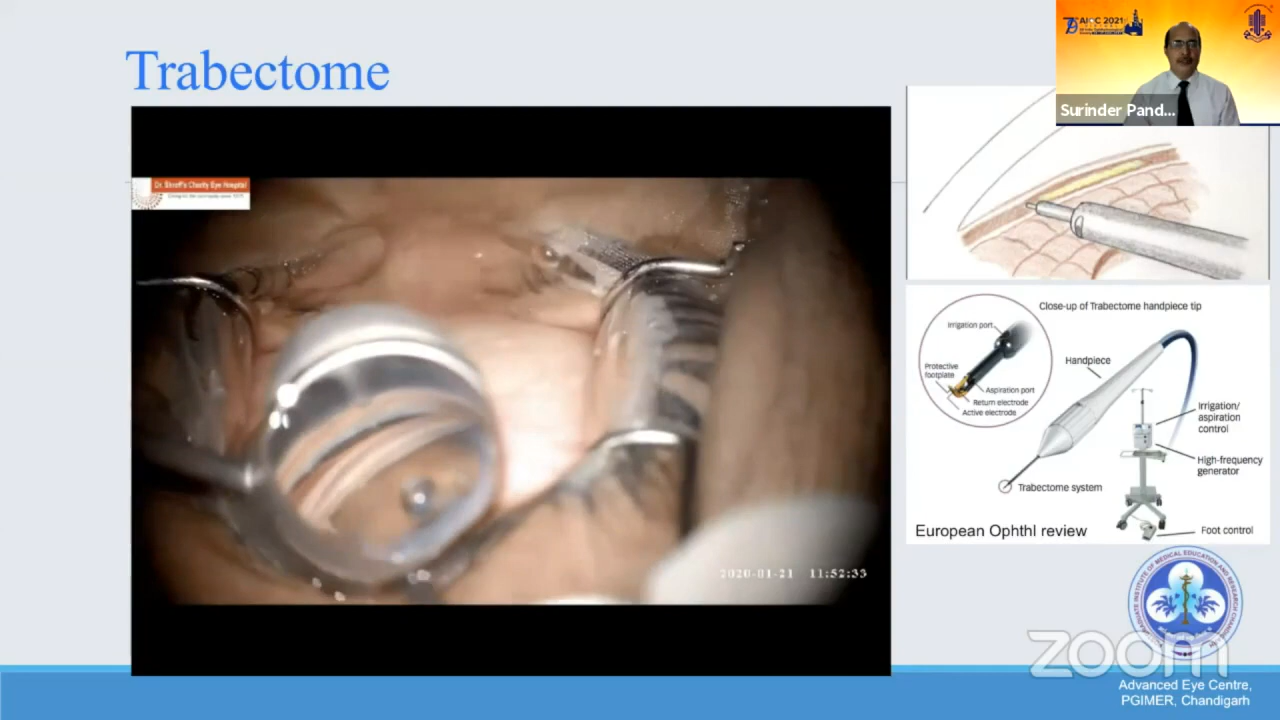 Trabectome
AIOC 2021
Surinder Pand...
Dr. Shroff's Charity Eye Hospital
Close-up of Trabectome handpiece tip
Irrigation port
Protective
footplate
Aspiration port
Return electrode
Active electrode
Handpiece
Irrigation/
aspiration
control
High-frequency
generator
Trabectome system
Foot control
European Ophthl review
2020-01-21 11:52:33
zoom
Advanced Eye Centre,
PGIMER, Chandigarh